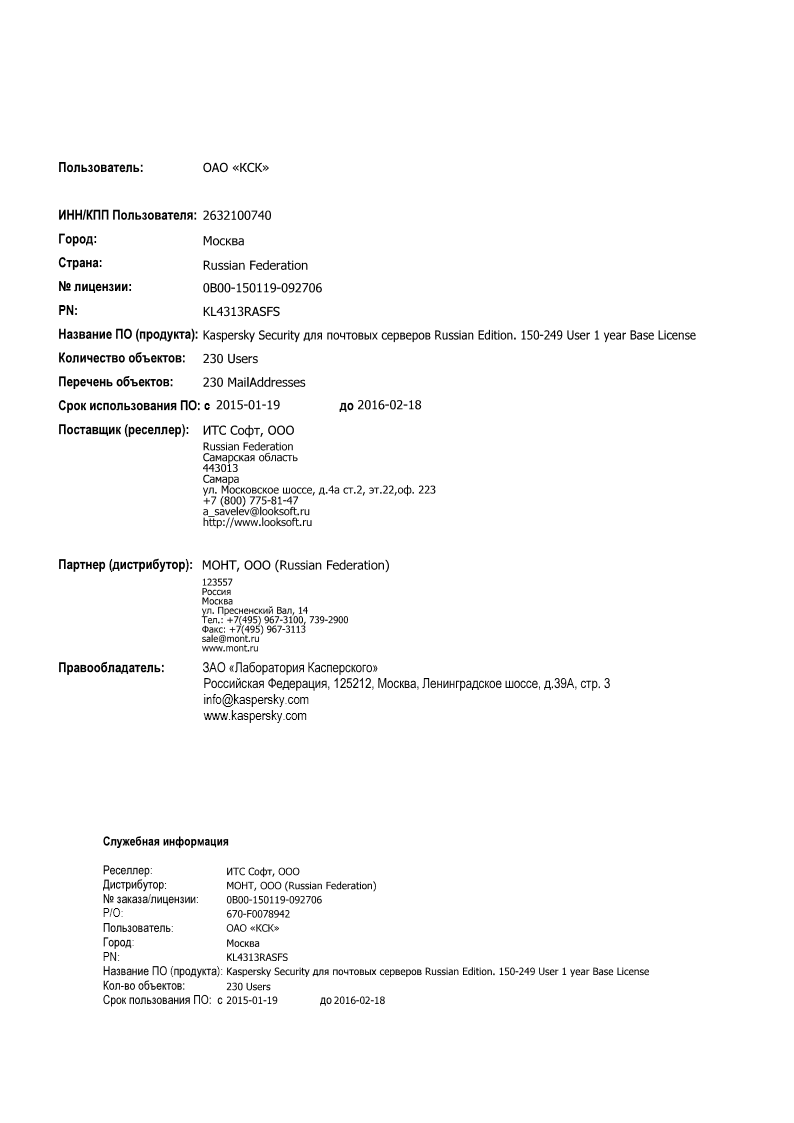 Пользователь: ОАО «КСК»
ИНН/КПП Пользователя: 2632100740
Город: Москва
Страна: Russian Federation
№ лицензии: 0B00-150119-092706
PN: KL4313RASFS
Название ПО (продукта): Kaspersky Security для почтовых серверов Russian Edition. 150-249 User 1 year Base License
Количество объектов: 230 Users
Перечень объектов: 230 MailAddresses
Срок использования ПО: с 2015-01-19 до 2016-02-18
Поставщик (реселлер): ИТС Софт, ООО
Russian Federation
Самарская область
443013
Самара
ул. Московское шоссе, д.4а ст.2, эт.22,оф. 223
+7 (800) 775-81-47
a_savelev@looksoft.ru
http://www.looksoft.ru
Партнер (дистрибутор): МОНТ, ООО (Russian Federation)
123557
Россия
Москва
ул. Пресненский Вал, 14
Тел.: +7(495) 967-3100, 739-2900
Факс: +7(495) 967-3113
sale@mont.ru
www.mont.ru
Правообладатель: ЗАО «Лаборатория Касперского»
Российская Федерация, 125212, Москва, Ленинградское шоссе, д.39А, стр. 3
info@kaspersky.com
www.kaspersky.com
Служебная информация
Реселлер: ИТС Софт, ООО
Дистрибутор: МОНТ, ООО (Russian Federation)
№ заказа/лицензии: 0B00-150119-092706
P/O: 670-F0078942
Пользователь: ОАО «КСК»
Город: Москва
PN: KL4313RASFS
Название ПО (продукта): Kaspersky Security для почтовых серверов Russian Edition. 150-249 User 1 year Base License
Кол-во объектов: 230 Users
Срок пользования ПО: с 2015-01-19 до 2016-02-18